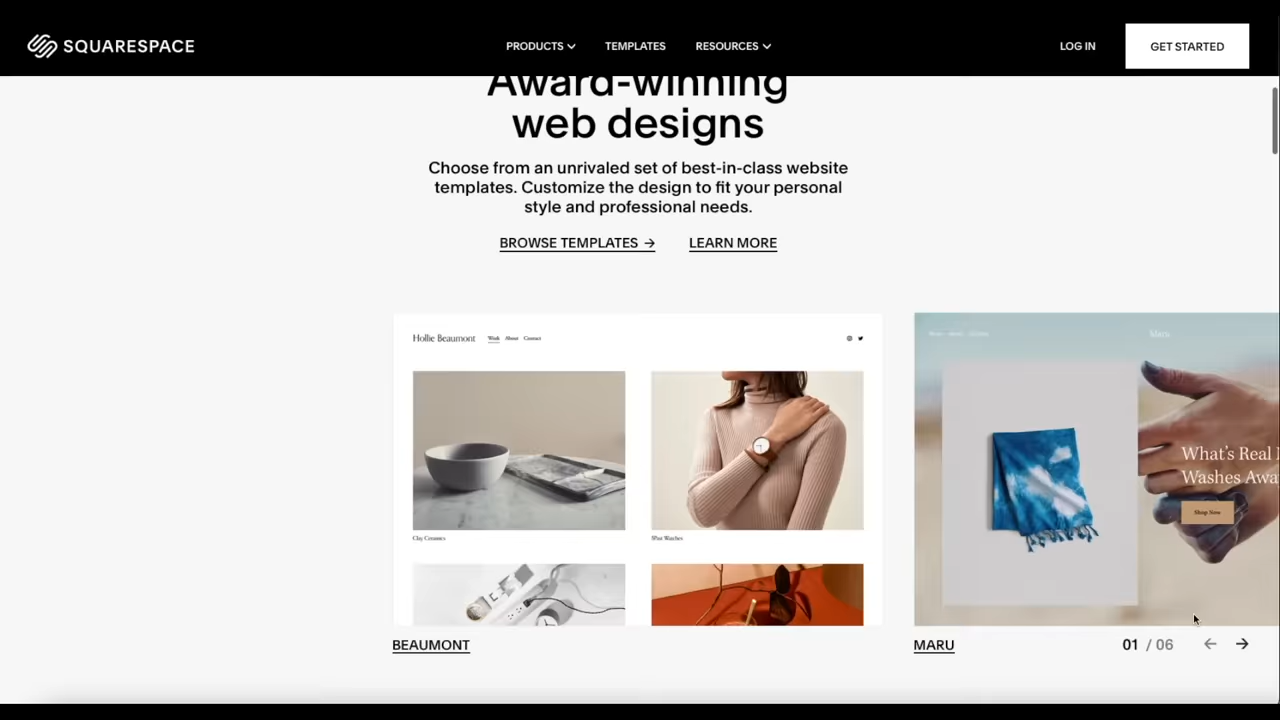 SQUARESPACE
PRODUCTS
TEMPLATES
RESOURCES
LOG IN
GET STARTED
Award-winning
web designs
Choose from an unrivaled set of best-in-class website
templates. Customize the design to fit your personal
style and professional needs.
BROWSE TEMPLATES →
LEARN MORE
Hollie Beaumont
Work About Contact
Maru
What's Real
Washes Awa
Shop Now
Clay Ceramics
BEAUMONT
MARU
01 / 06
← →